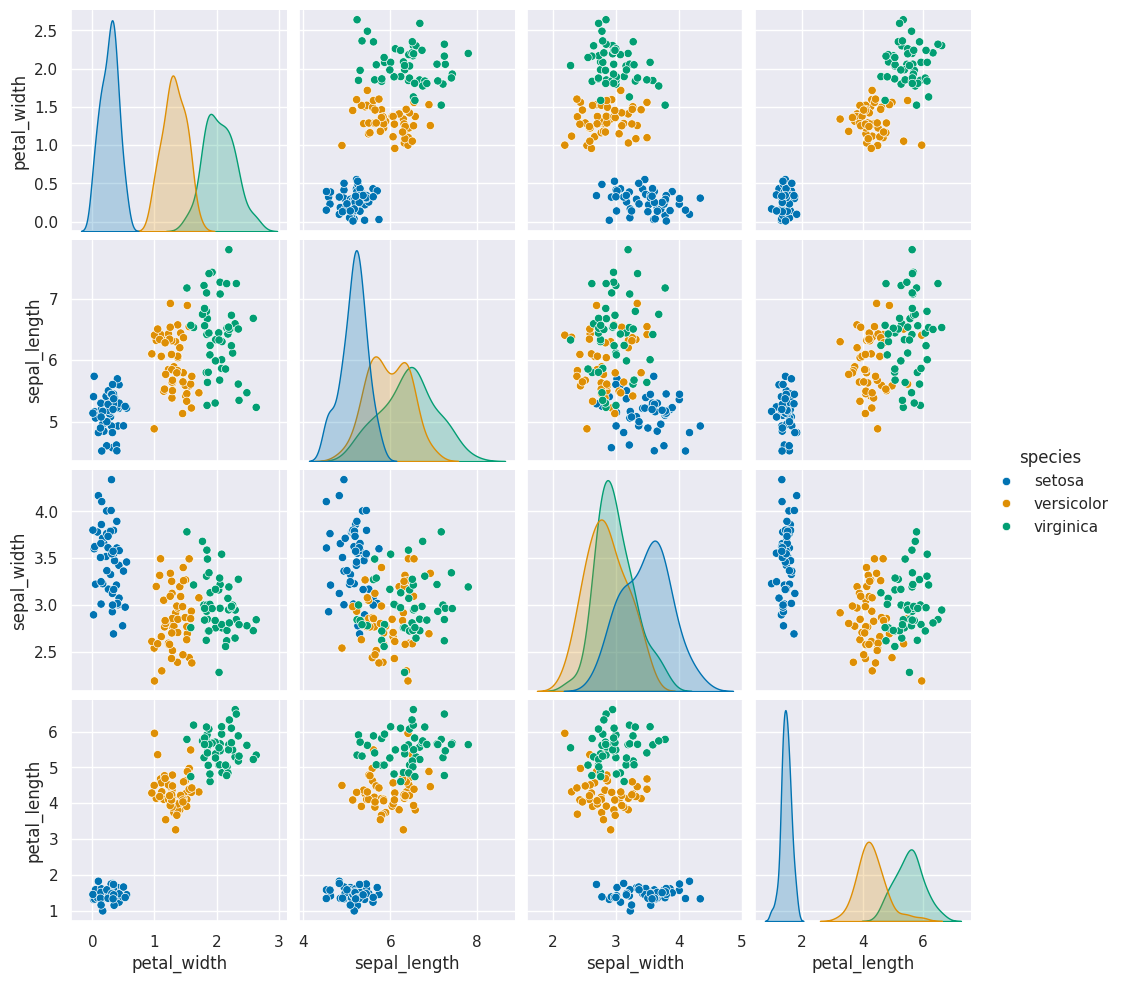 petal_width
2.5
2.0
1.5
1.0
0.5
0.0
sepal_length
7
6
5
sepal_width
4.0
3.5
3.0
2.5
petal_length
6
5
4
3
2
1
0 1 2 3
petal_width
4 6 8
sepal_length
2 3 4 5
sepal_width
2 4 6
petal_length
species
setosa
versicolor
virginica